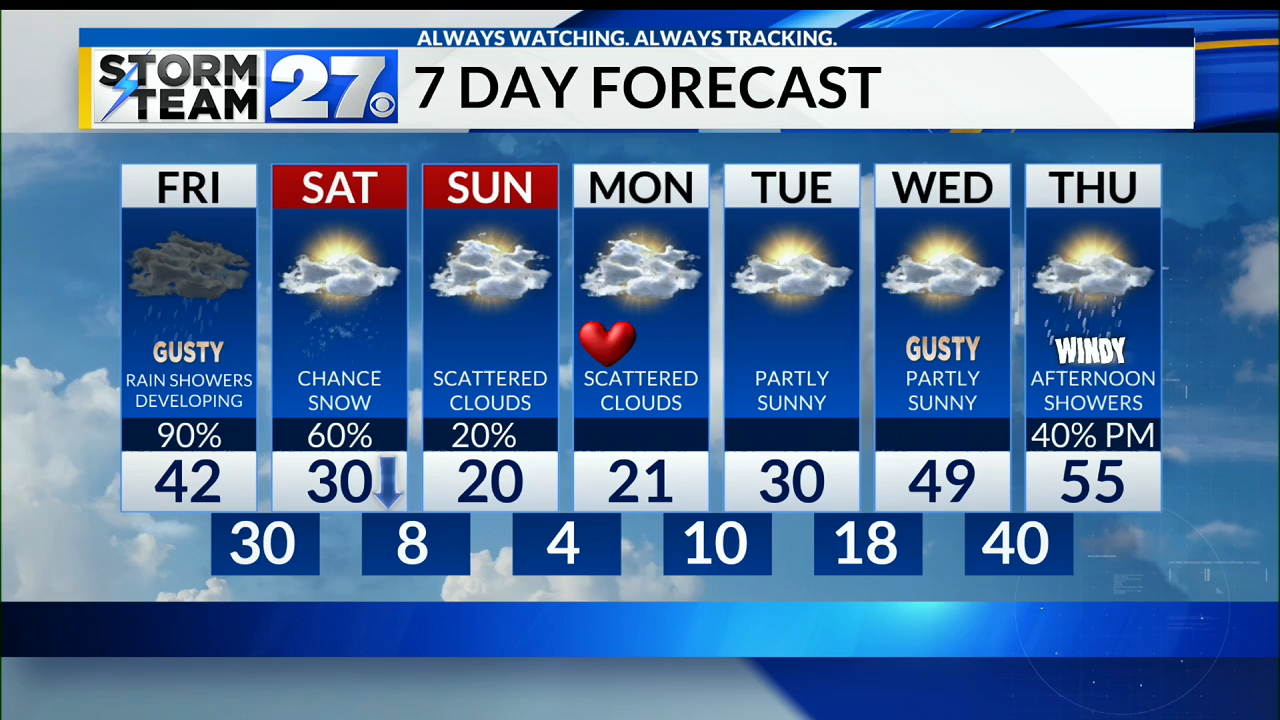 ALWAYS WATCHING. ALWAYS TRACKING.
STORM
TEAM
27
7 DAY FORECAST
FRI
SAT
SUN
MON
TUE
WED
THU
GUSTY
RAIN SHOWERS
DEVELOPING
90%
42
CHANCE
SNOW
60%
30
SCATTERED
CLOUDS
20%
20
SCATTERED
CLOUDS
21
PARTLY
SUNNY
30
GUSTY
PARTLY
SUNNY
49
WINDY
AFTERNOON
SHOWERS
40% PM
55
30
8
4
10
18
40